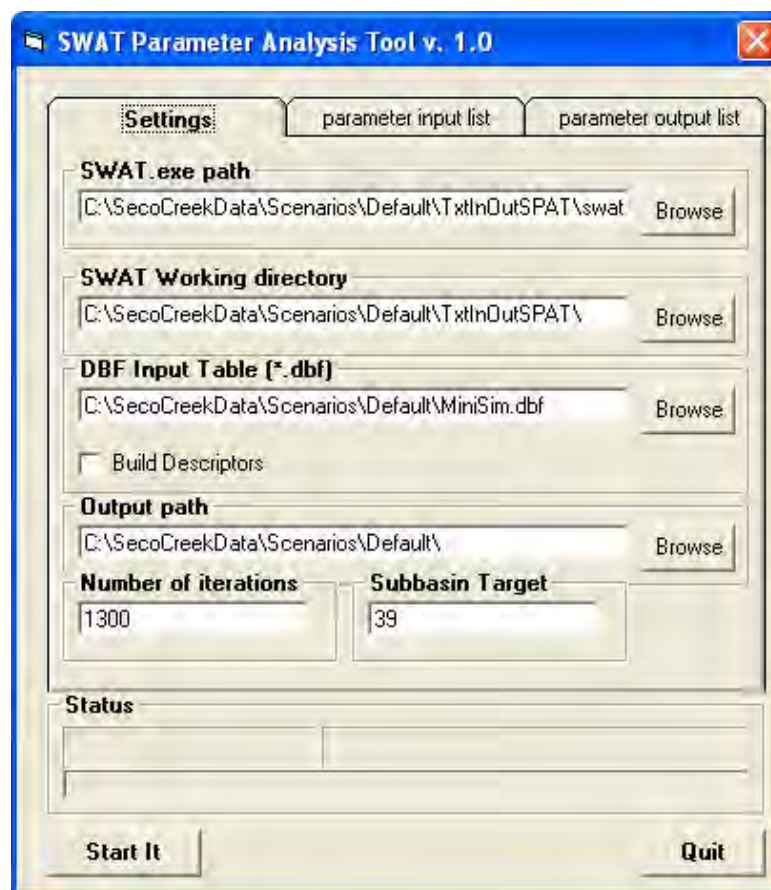 SWAT Parameter Analysis Tool v. 1.0
Settings parameter input list parameter output list
SWAT.exe path
C:\SecoCreekData\Scenarios\Default\TxtInOutSPAT\swat Browse
SWAT Working directory
C:\SecoCreekData\Scenarios\Default\TxtInOutSPAT\ Browse
DBF Input Table (*.dbf)
C:\SecoCreekData\Scenarios\Default\MiniSim.dbf Browse
Build Descriptors
Output path
C:\SecoCreekData\Scenarios\Default\ Browse
Number of iterations Subbasin Target
1300 39
Status
Start It Quit